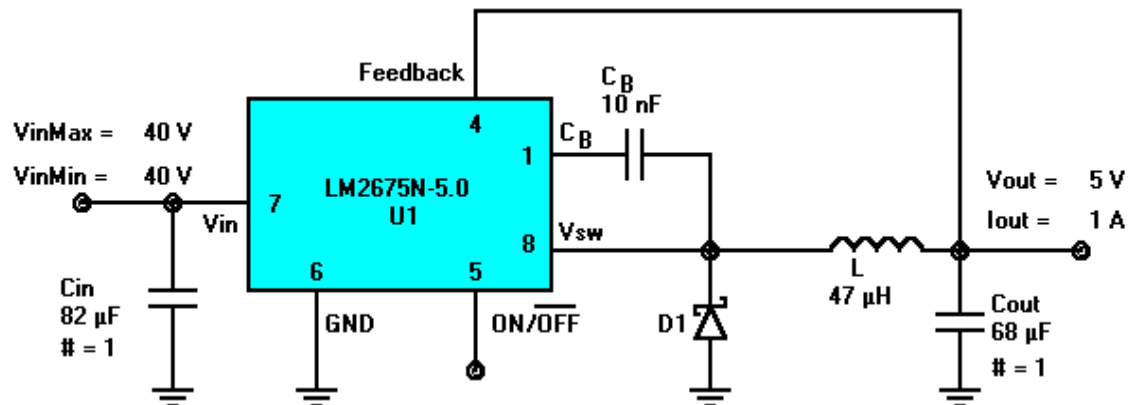 Feedback
C B
10 nF
VinMax = 40 V
VinMin = 40 V
4
C B
1
LM2675N-5.0
U1
7
Vin
Vsw
8
Vout = 5 V
Iout = 1 A
6
5
L
47 µH
Cin
82 µF
# = 1
GND
ON/OFF
D1
Cout
68 µF
# = 1